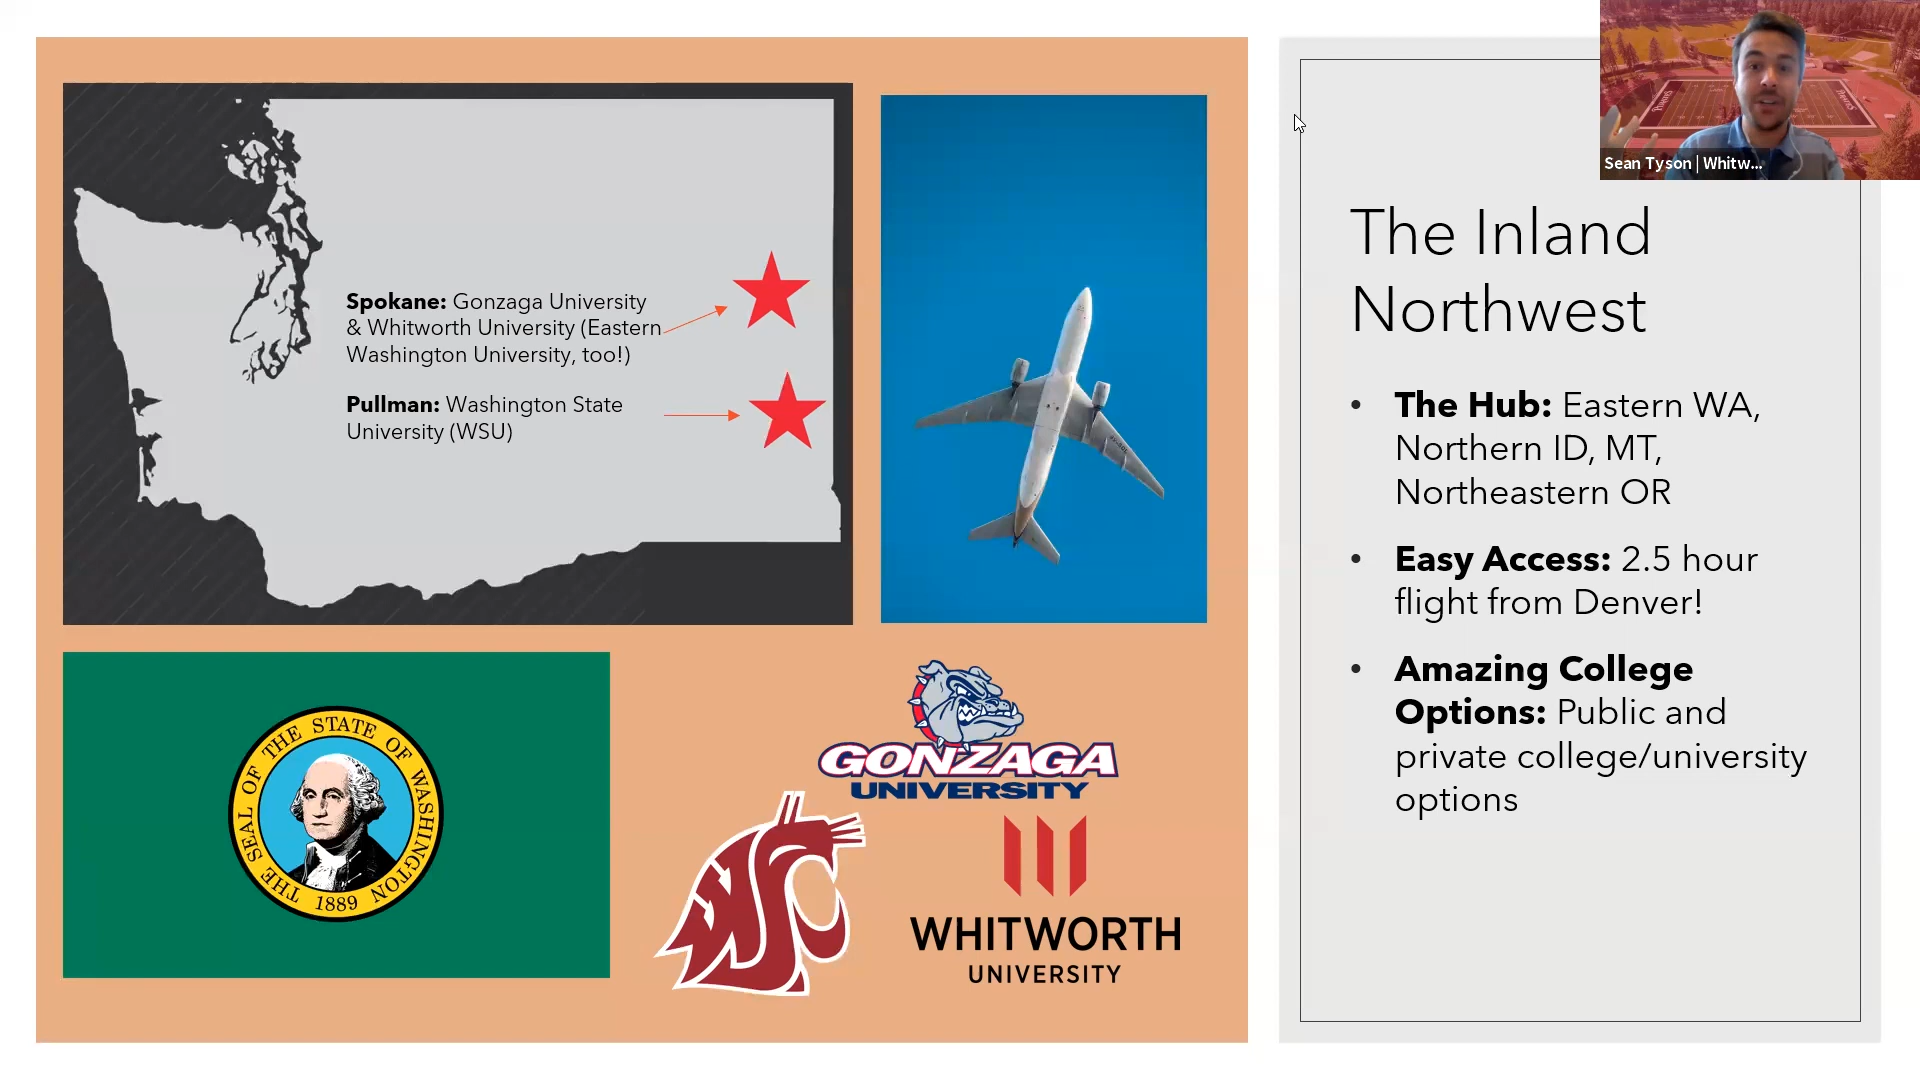 Spokane: Gonzaga University
& Whitworth University (Eastern
Washington University, too!)
Pullman: Washington State
University (WSU)
THE SEAL OF THE STATE OF WASHINGTON
1889
GONZAGA
UNIVERSITY
WSC
WHITWORTH
UNIVERSITY
Sean Tyson | Whitw...
The Inland
Northwest
• The Hub: Eastern WA,
Northern ID, MT,
Northeastern OR
• Easy Access: 2.5 hour
flight from Denver!
• Amazing College
Options: Public and
private college/university
options